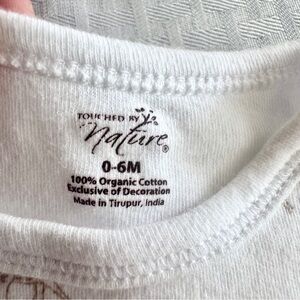 TOUCHED BY
Nature®
0-6M
100% Organic Cotton
Exclusive of Decoration
Made in Tirupur, India